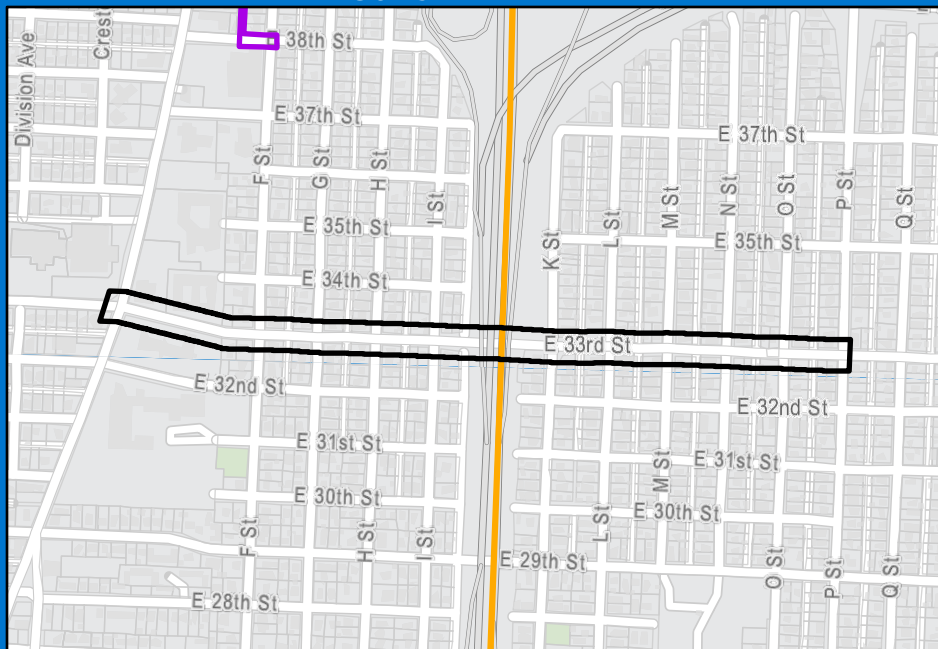 Division Ave
Crest
38th St
E 37th St
E 37th St
F St
G St
H St
I St
K St
L St
M St
N St
O St
P St
Q St
E 35th St
E 35th St
E 34th St
E 33rd St
E 32nd St
E 32nd St
E 31st St
E 31st St
M St
E 30th St
E 30th St
L St
F St
H St
I St
E 29th St
O St
P St
Q St
E 28th St